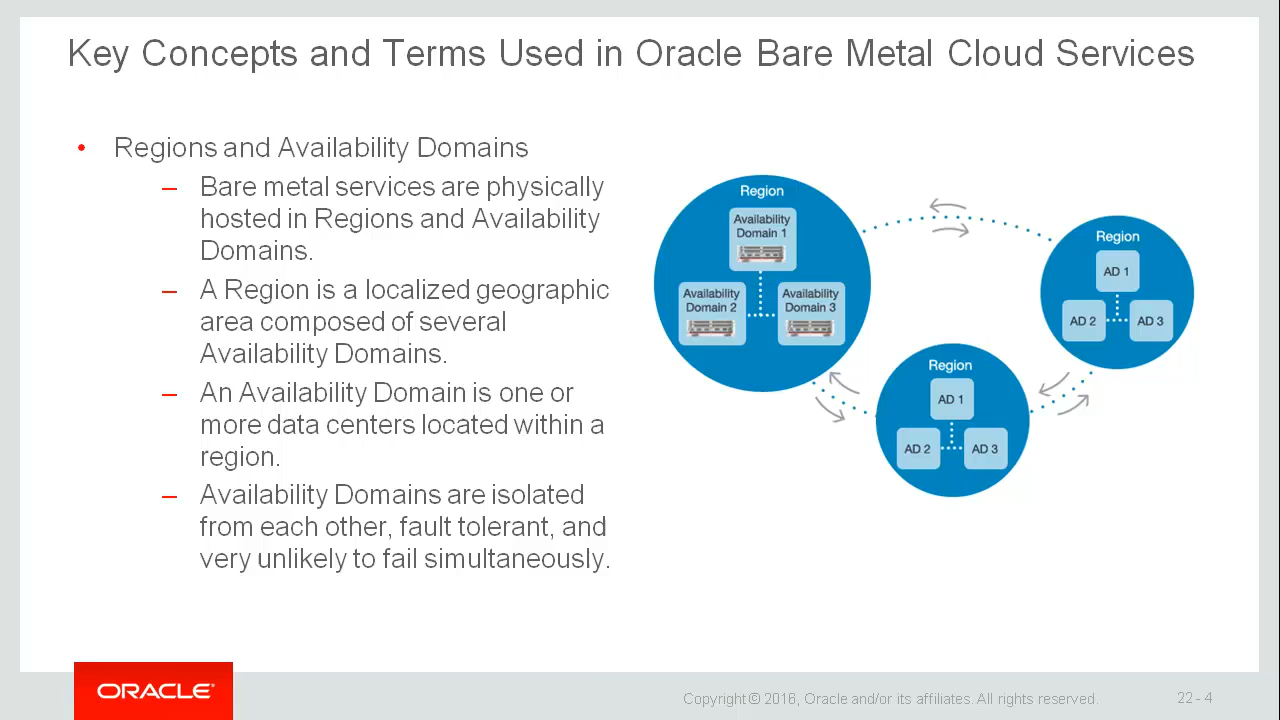 Key Concepts and Terms Used in Oracle Bare Metal Cloud Services
• Regions and Availability Domains
– Bare metal services are physically
hosted in Regions and Availability
Domains.
– A Region is a localized geographic
area composed of several
Availability Domains.
– An Availability Domain is one or
more data centers located within a
region.
– Availability Domains are isolated
from each other, fault tolerant, and
very unlikely to fail simultaneously.
Region
Availability
Domain 1
Availability
Domain 2
Availability
Domain 3
Region
AD 1
AD 2
AD 3
Region
AD 1
AD 2
AD 3
ORACLE®
Copyright © 2016, Oracle and/or its affiliates. All rights reserved.
22 - 4